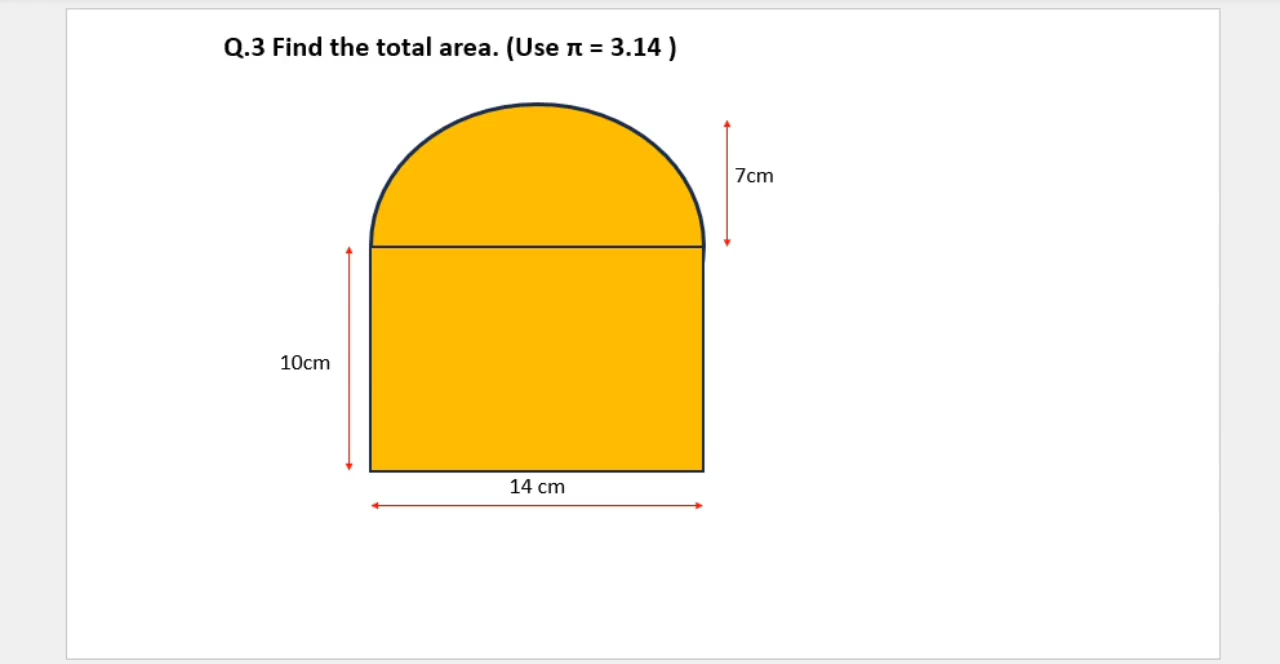 Q.3 Find the total area. (Use π = 3.14 )
7cm
10cm
14 cm